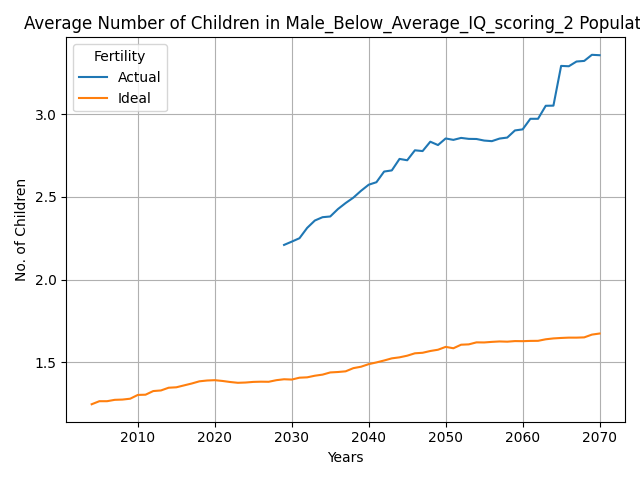 Average Number of Children in Male_Below_Average_IQ_scoring_2 Populat
Fertility
Actual
Ideal
No. of Children
3.0
2.5
2.0
1.5
2010 2020 2030 2040 2050 2060 2070
Years